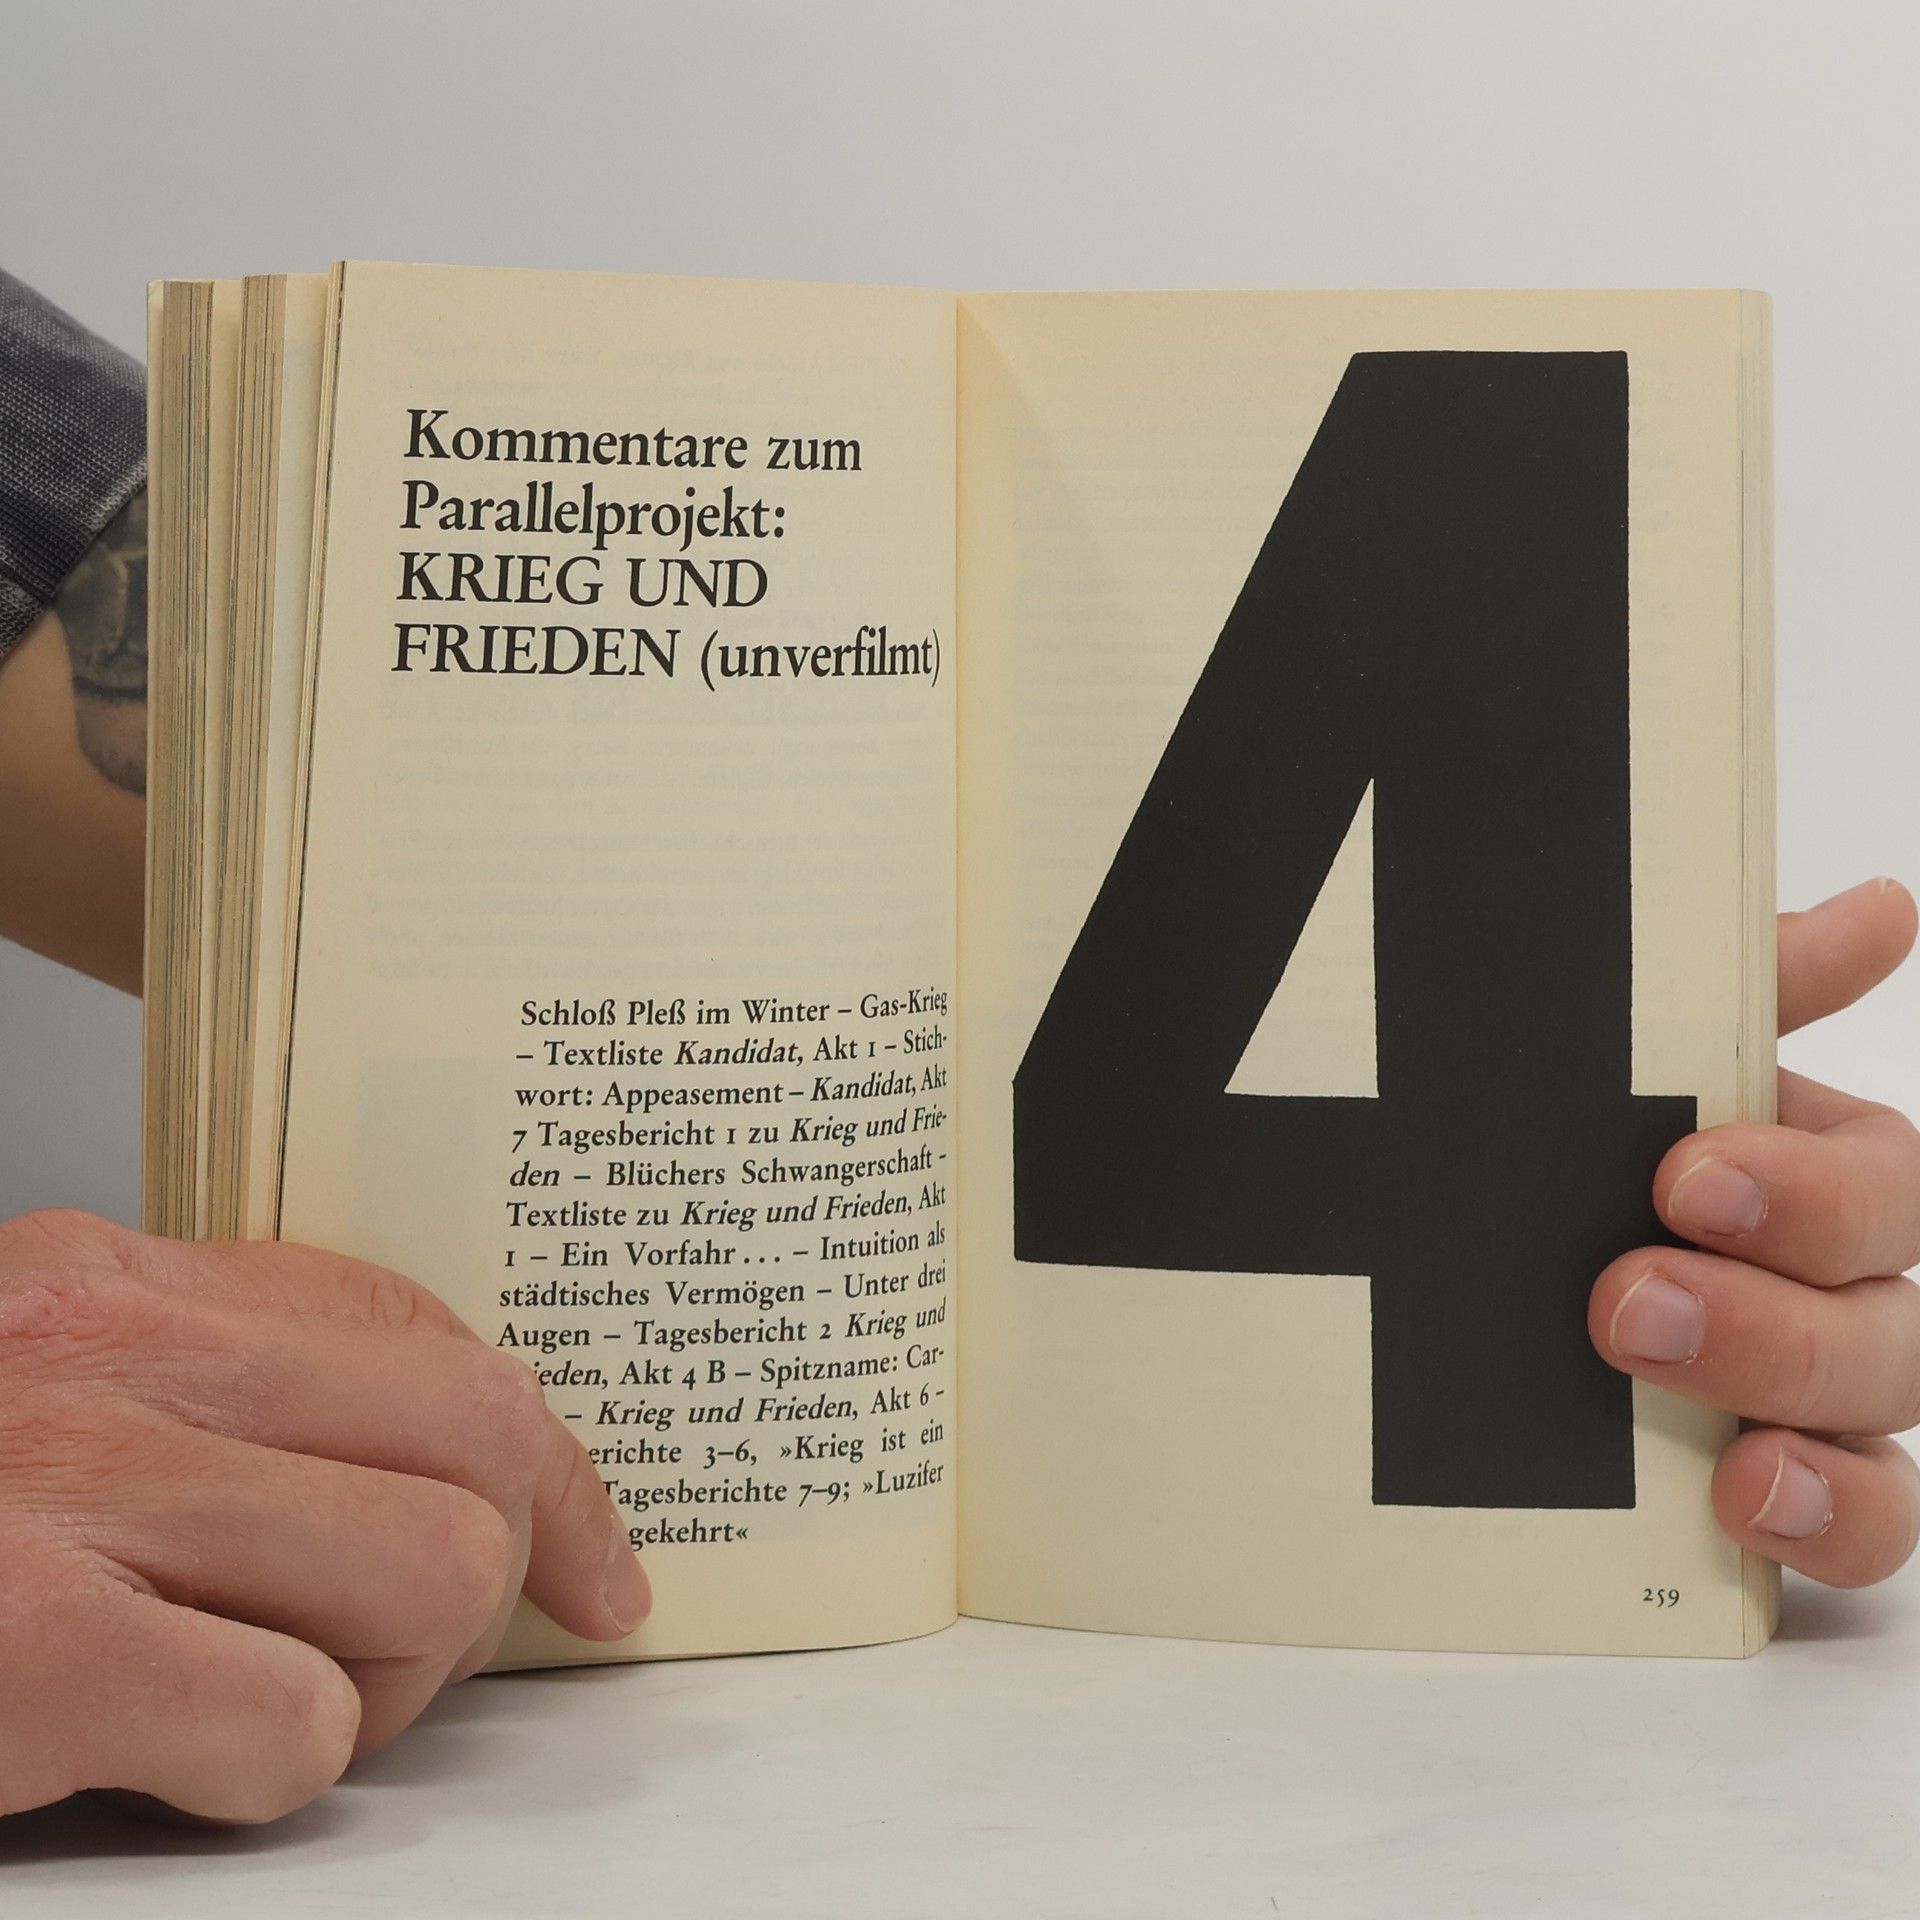 Kommentare zum
Parallelprojekt:
KRIEG UND
FRIEDEN (unverfilmt)
Schloß Pleß im Winter – Gas-Krieg
– Textliste Kandidat, Akt 1 – Stich-
wort: Appeasement – Kandidat, Akt
7 Tagesbericht 1 zu Krieg und Frie-
den – Blüchers Schwangerschaft -
Textliste zu Krieg und Frieden, Akt
1 – Ein Vorfahr ... – Intuition als
städtisches Vermögen – Unter drei
Augen – Tagesbericht 2 Krieg und
ieden, Akt 4 B – Spitzname: Car-
– Krieg und Frieden, Akt 6 -
erichte 3–6, »Krieg ist ein
Tagesberichte 7–9; »Luzifer
gekehrt«
4
259